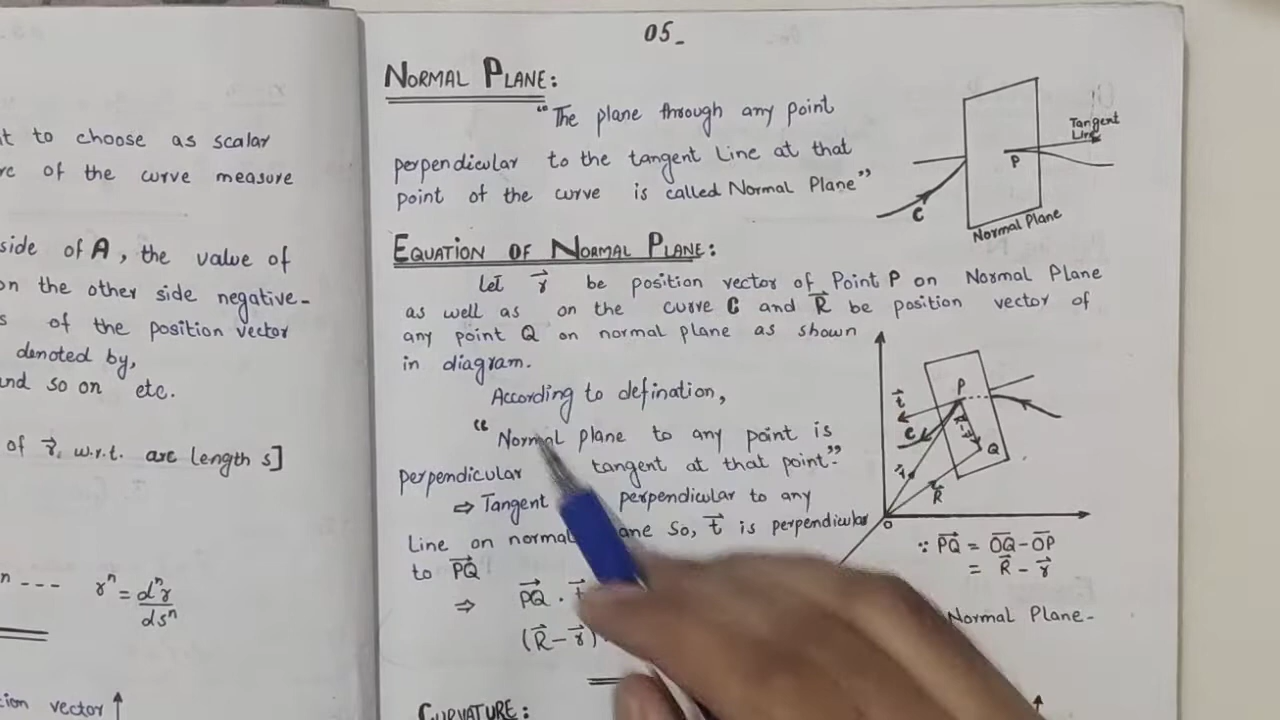 t to choose as scalar
rc of the curve measure
side of A, the value of
on the other side negative-
s of the position vector
denoted by,
and so on etc.
of r⃗, w.r.t. arc length s]
n --- rⁿ = dⁿr/dsⁿ
tion vector
05-
NORMAL PLANE:
"The plane through any point
perpendicular to the tangent Line at that
point of the curve is called Normal Plane"
Tangent
Line
P
C
Normal Plane
EQUATION OF NORMAL PLANE:
Let r⃗ be position vector of Point P on Normal Plane
as well as on the curve C and R⃗ be position vector of
any point Q on normal plane as shown
in diagram.
According to defination,
"Normal plane to any point is
perpendicular tangent at that point."
⇒ Tangent perpendicular to any
Line on normal ane so, t⃗ is perpendicular
to PQ⃗
⇒ PQ⃗ · t
(R⃗-r⃗)
P
t⃗
C
R-r
Q
r⃗
R⃗
O
∵ PQ⃗ = OQ⃗ - OP⃗
= R⃗ - r⃗
Normal Plane-
CURVATURE: